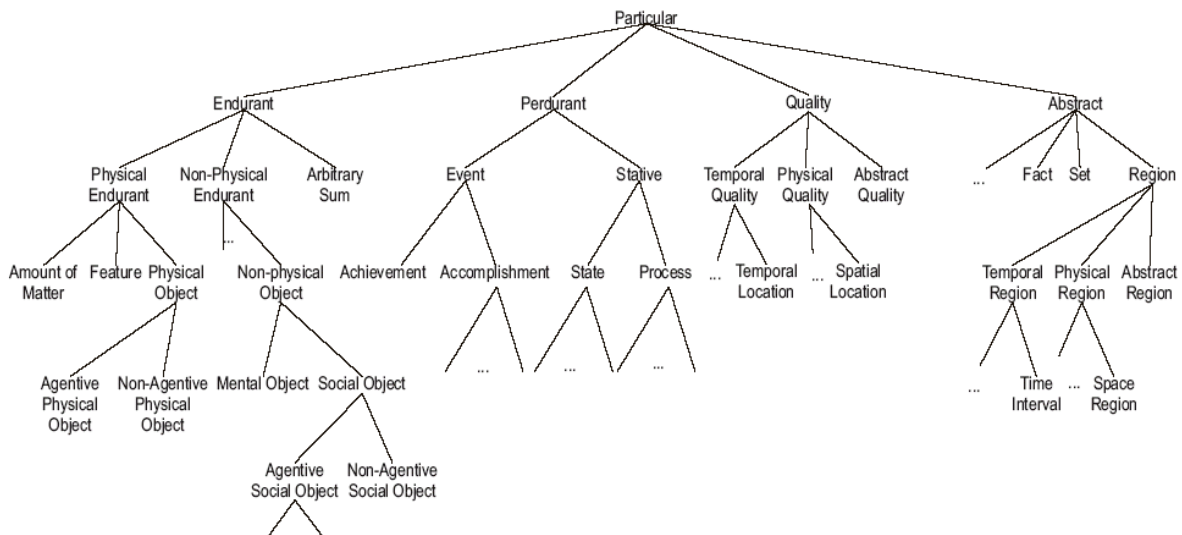 Particular
Endurant Perdurant Quality Abstract
Physical Non-Physical Arbitrary Event Stative Temporal Physical Abstract ... Fact Set Region
Endurant Endurant Sum Quality Quality Quality
...
Amount of Feature Physical Non-physical Achievement Accomplishment State Process ... Temporal ... Spatial Temporal Physical Abstract
Matter Object Object Location Location Region Region Region
... ... ...
Agentive Non-Agentive Mental Object Social Object ... Time ... Space
Physical Physical Interval Region
Object Object
Agentive Non-Agentive
Social Object Social Object